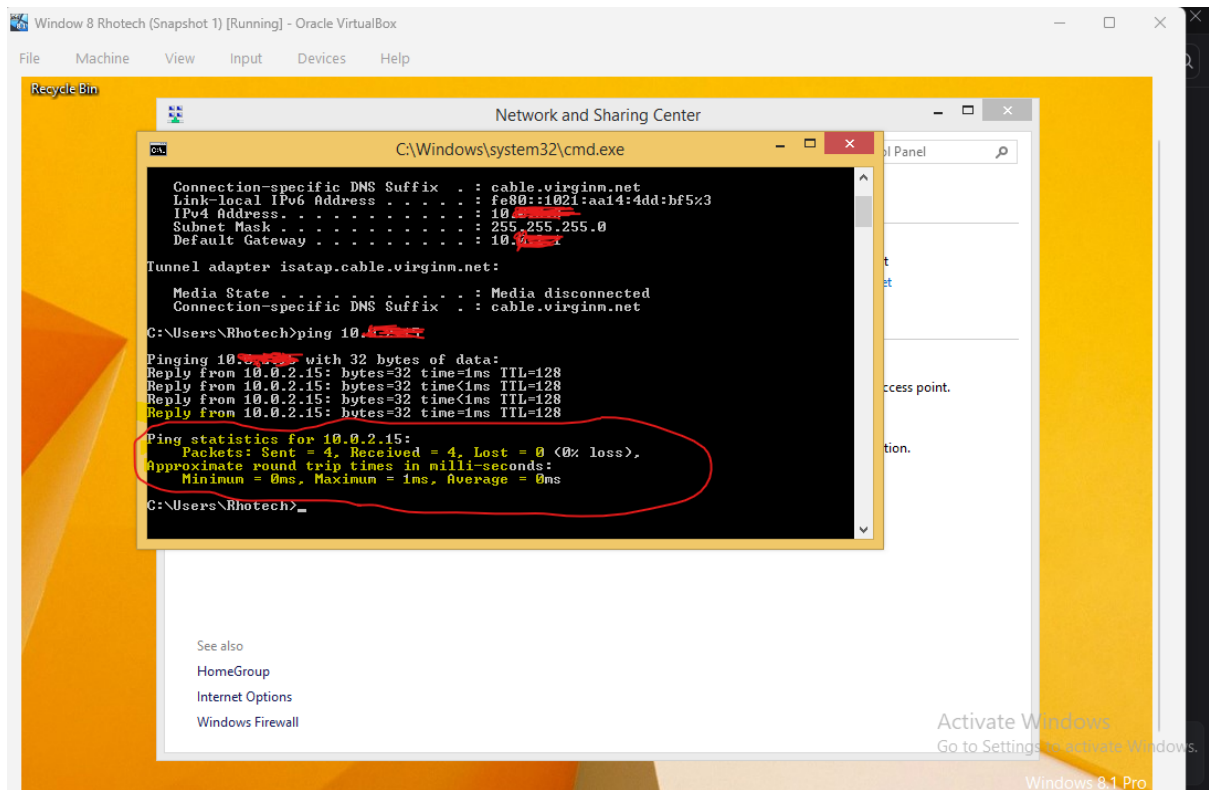 Window 8 Rhotech (Snapshot 1) [Running] - Oracle VirtualBox
File Machine View Input Devices Help
Recycle Bin
Network and Sharing Center
C:\Windows\system32\cmd.exe
ol Panel
Connection-specific DNS Suffix . : cable.virginm.net
Link-local IPv6 Address . . . . . : fe80::1021:aa14:4dd:bf5%3
IPv4 Address. . . . . . . . . . . : 10.
Subnet Mask . . . . . . . . . . . : 255.255.255.0
Default Gateway . . . . . . . . . : 10.
t
Tunnel adapter isatap.cable.virginm.net:
et
Media State . . . . . . . . . . . : Media disconnected
Connection-specific DNS Suffix . : cable.virginm.net
C:\Users\Rhotech>ping 10.
Pinging 10. with 32 bytes of data:
Reply from 10.0.2.15: bytes=32 time=1ms TTL=128
Reply from 10.0.2.15: bytes=32 time<1ms TTL=128
ccess point.
Reply from 10.0.2.15: bytes=32 time<1ms TTL=128
Reply from 10.0.2.15: bytes=32 time=1ms TTL=128
Ping statistics for 10.0.2.15:
Packets: Sent = 4, Received = 4, Lost = 0 (0% loss),
tion.
Approximate round trip times in milli-seconds:
Minimum = 0ms, Maximum = 1ms, Average = 0ms
C:\Users\Rhotech>_
See also
HomeGroup
Internet Options
Windows Firewall
Activate Windows
Go to Settings to activate Windows.
Windows 8.1 Pro